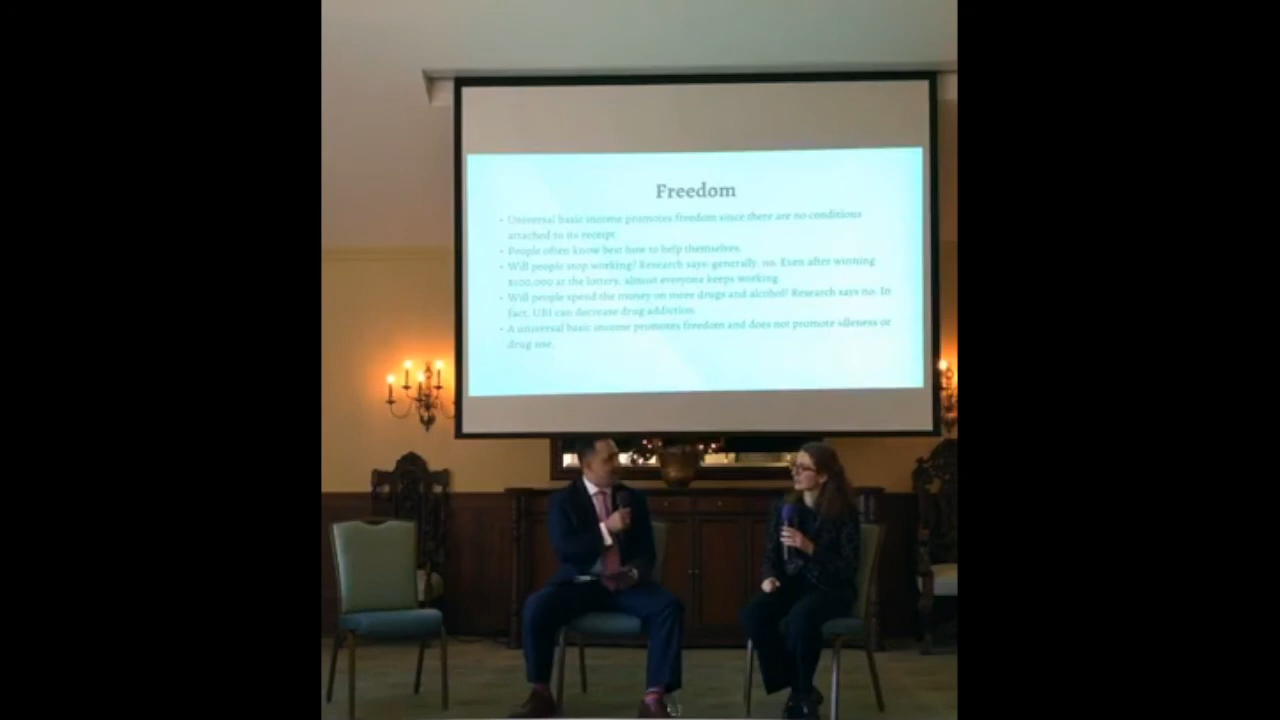 Freedom
• Universal basic income promotes freedom since there are no conditions
attached to its receipt.
• People often know best how to help themselves.
• Will people stop working? Research says: generally, no. Even after winning
$100,000 at the lottery, almost everyone keeps working.
• Will people spend the money on more drugs and alcohol? Research says no. In
fact, UBI can decrease drug addiction.
• A universal basic income promotes freedom and does not promote idleness or
drug use.